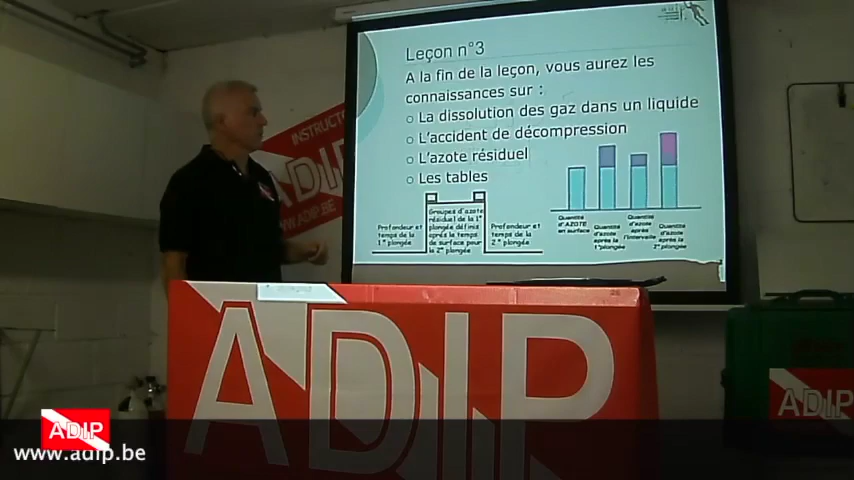 Leçon n°3
A la fin de la leçon, vous aurez les
connaissances sur :
La dissolution des gaz dans un liquide
L'accident de décompression
L'azote résiduel
Les tables
Profondeur et
temps de la
1° plongée
Groupes d'azote
résiduel de la 1°
plongée définis
après le temps
de surface pour
la 2° plongée
Profondeur et
temps de la
2° plongée
Quantité
d'AZOTE
en surface
Quantité
d'azote
après la
1°plongée
Quantité
d'azote
après
l'intervalle
Quantité
d'azote
après la
2°plongée
INSTRUCTO
ADIP
WWW.ADIP.BE
ADIP
ADIP
ADIP
www.adip.be